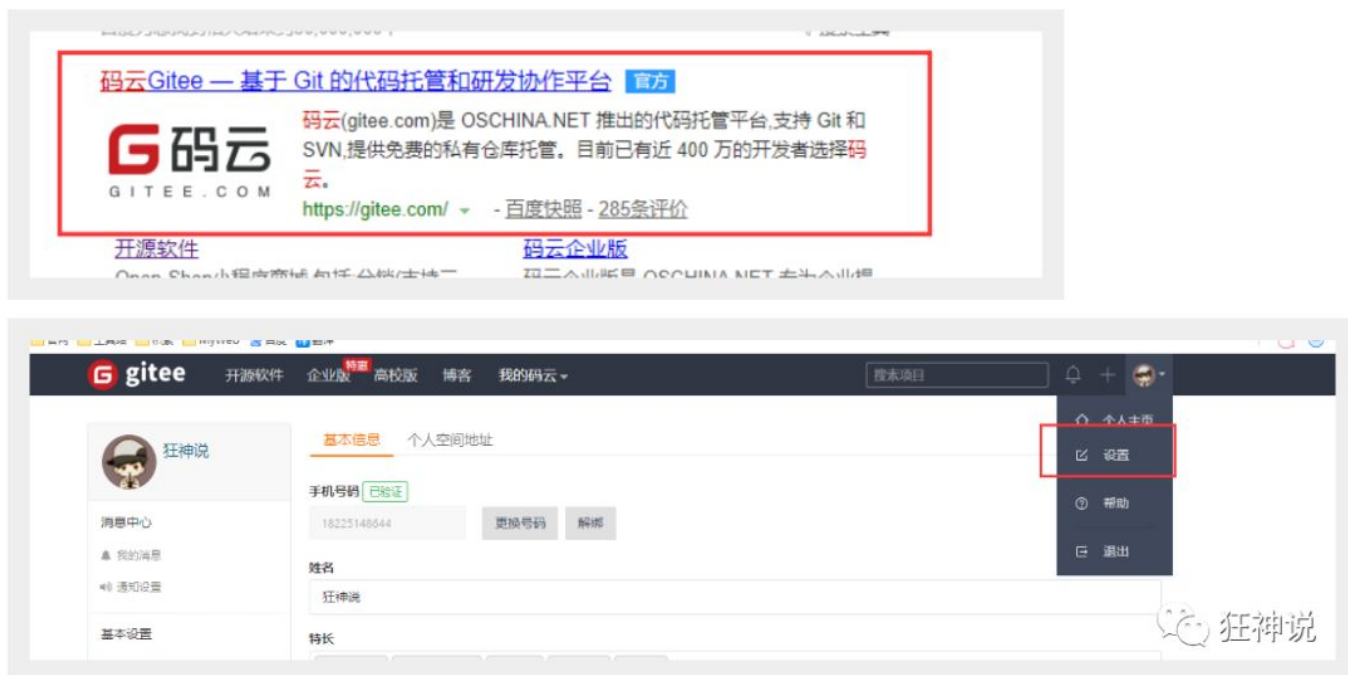 码云Gitee — 基于 Git 的代码托管和研发协作平台 官方
码云
GITEE.COM
码云(gitee.com)是 OSCHINA.NET 推出的代码托管平台,支持 Git 和
SVN,提供免费的私有仓库托管。目前已有近 400 万的开发者选择码
云。
https://gitee.com/ - 百度快照 - 285条评价
开源软件 码云企业版
gitee 开源软件 企业版 特惠 高校版 博客 我的码云 搜索项目
个人主页
设置
帮助
退出
狂神说
基本信息 个人空间地址
手机号码 已验证
18225148644 更换号码 解绑
消息中心
我的消息
通知设置
姓名
狂神说
基本设置
特长
狂神说